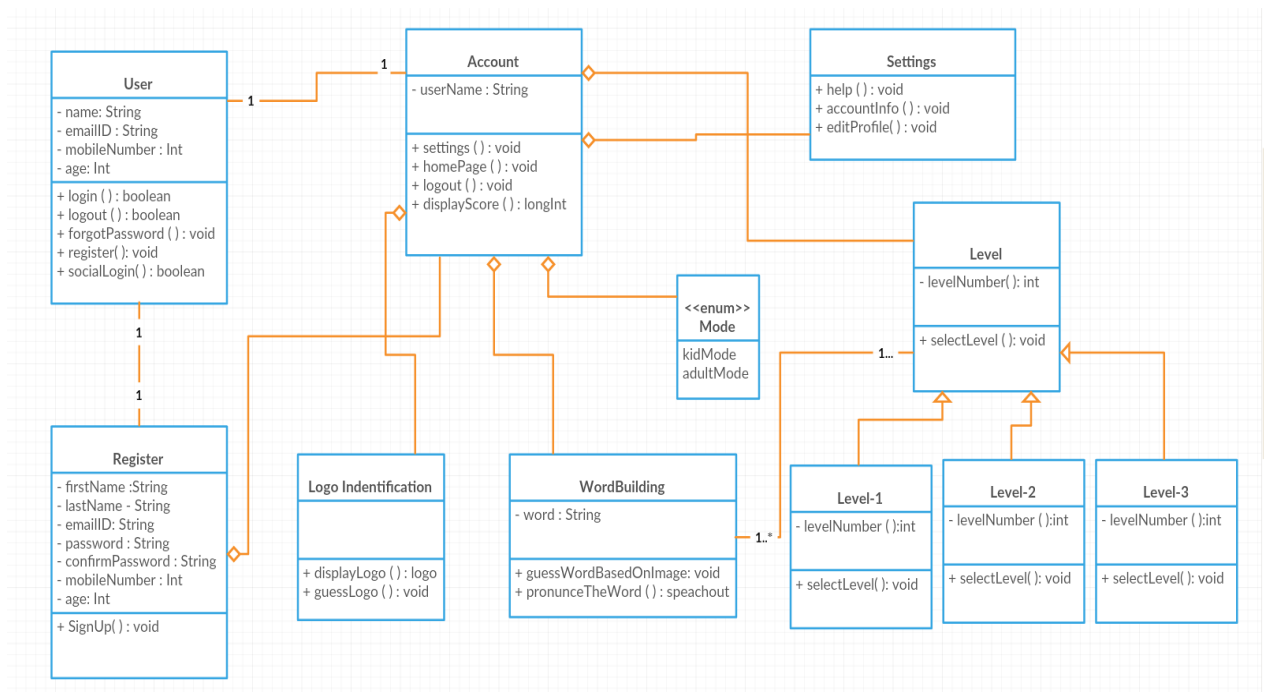 User
- name: String
- emailID : String
- mobileNumber : Int
- age: Int
+ login ( ) : boolean
+ logout ( ) : boolean
+ forgotPassword ( ) : void
+ register( ): void
+ socialLogin( ) : boolean
1
1
Account
- userName : String
+ settings ( ) : void
+ homePage ( ) : void
+ logout ( ) : void
+ displayScore ( ) : longInt
Settings
+ help ( ) : void
+ accountInfo ( ) : void
+ editProfile( ) : void
<<enum>>
Mode
kidMode
adultMode
Level
- levelNumber( ): int
+ selectLevel ( ): void
1...
1
1
Register
- firstName :String
- lastName - String
- emailID: String
- password : String
- confirmPassword : String
- mobileNumber : Int
- age: Int
+ SignUp( ) : void
Logo Indentification
+ displayLogo ( ) : logo
+ guessLogo ( ) : void
WordBuilding
- word : String
+ guessWordBasedOnImage: void
+ pronunceTheWord ( ) : speachout
1..*
Level-1
- levelNumber ( ):int
+ selectLevel( ): void
Level-2
- levelNumber ( ):int
+ selectLevel( ): void
Level-3
- levelNumber ( ):int
+ selectLevel( ): void